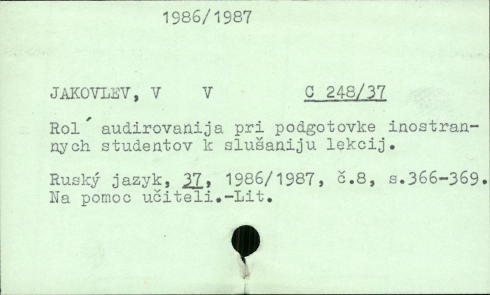 1986/1987
JAKOVLEV, V V C 248/37
Rol´ audirovanija pri podgotovke inostran-
nych studentov k slušaniju lekcij.
Ruský jazyk, 37, 1986/1987, č.8, s.366-369.
Na pomoc učiteli.-Lit.